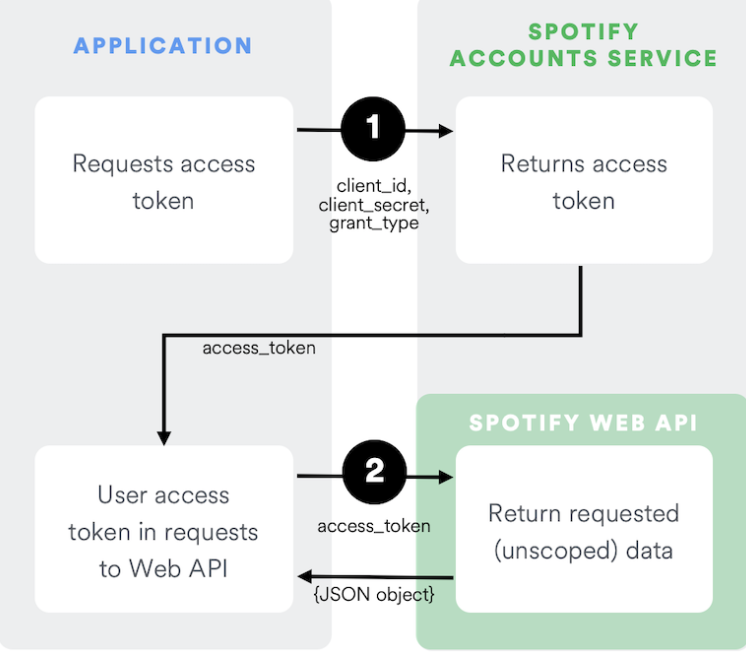 APPLICATION
SPOTIFY
ACCOUNTS SERVICE
Requests access
token
1
client_id,
client_secret,
grant_type
Returns access
token
access_token
SPOTIFY WEB API
User access
token in requests
to Web API
2
access_token
{JSON object}
Return requested
(unscoped) data